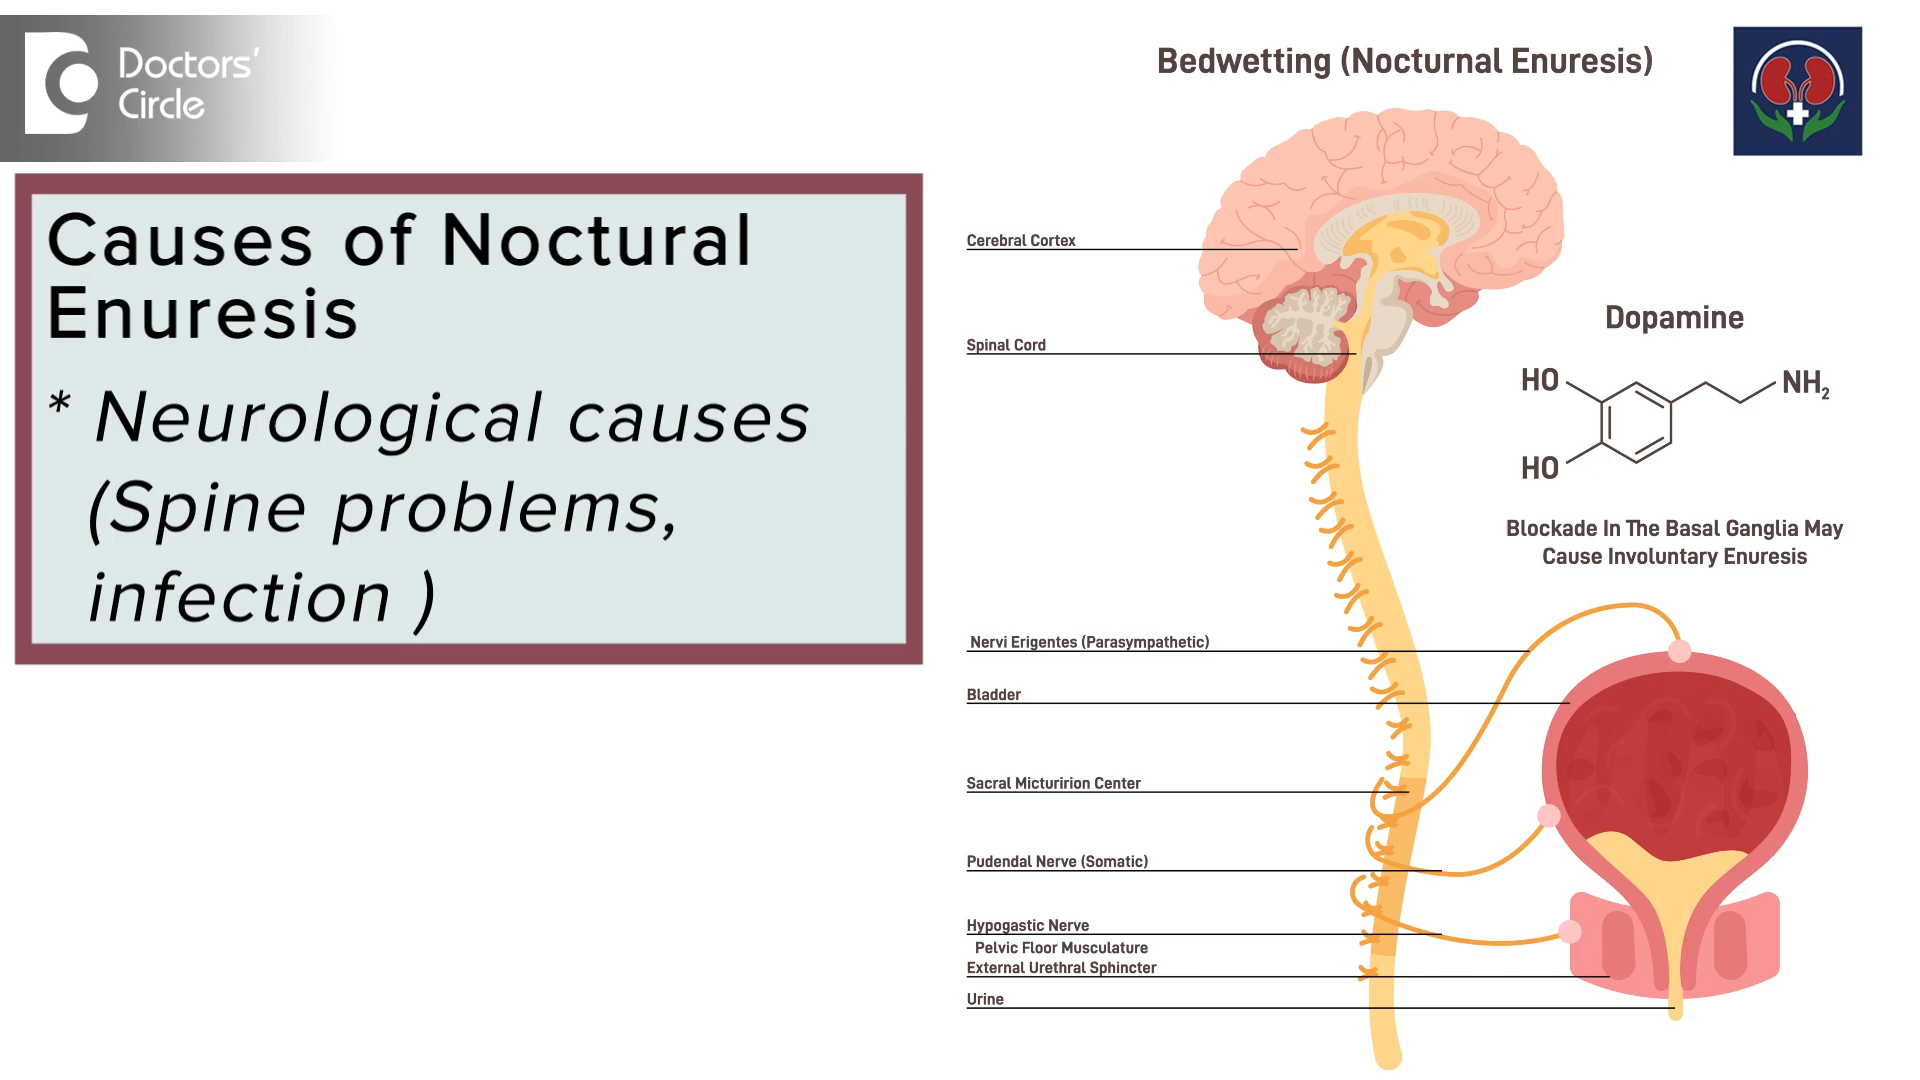 Doctors'
Circle
Causes of Noctural
Enuresis
* Neurological causes
(Spine problems,
infection )
Bedwetting (Nocturnal Enuresis)
Cerebral Cortex
Spinal Cord
Dopamine
HO
NH₂
HO
Blockade In The Basal Ganglia May
Cause Involuntary Enuresis
Nervi Erigentes (Parasympathetic)
Bladder
Sacral Micturirion Center
Pudendal Nerve (Somatic)
Hypogastic Nerve
Pelvic Floor Musculature
External Urethral Sphincter
Urine